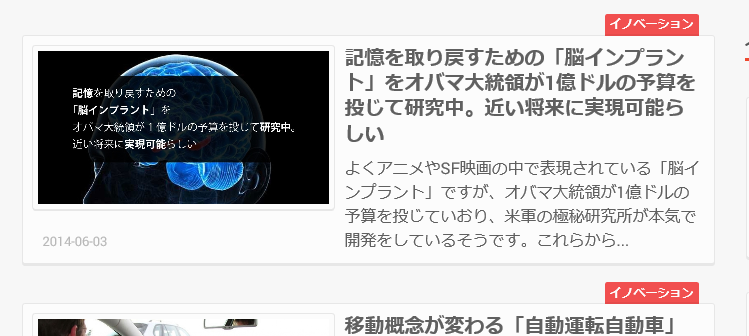 イノベーション
記憶を取り戻すための
「脳インプラント」を
オバマ大統領が1億ドルの予算を投じて研究中。
近い将来に実現可能らしい
2014-06-03
記憶を取り戻すための「脳インプラン
ト」をオバマ大統領が1億ドルの予算を
投じて研究中。近い将来に実現可能ら
しい
よくアニメやSF映画の中で表現されている「脳イ
ンプラント」ですが、オバマ大統領が1億ドルの
予算を投じていおり、米軍の極秘研究所が本気で
開発をしているそうです。これらから...
イノベーション
移動概念が変わる「自動運転自動車」